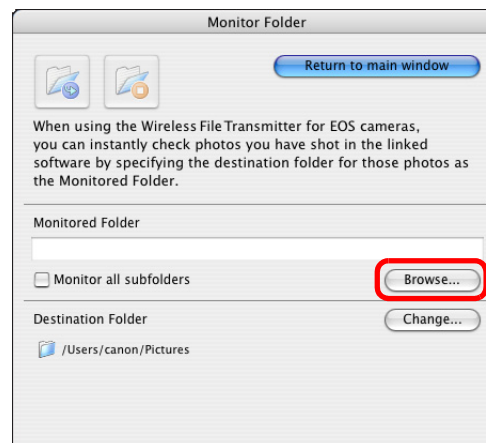 Monitor Folder
Return to main window
When using the Wireless File Transmitter for EOS cameras,
you can instantly check photos you have shot in the linked
software by specifying the destination folder for those photos as
the Monitored Folder.
Monitored Folder
Monitor all subfolders
Browse...
Destination Folder
Change...
/Users/canon/Pictures